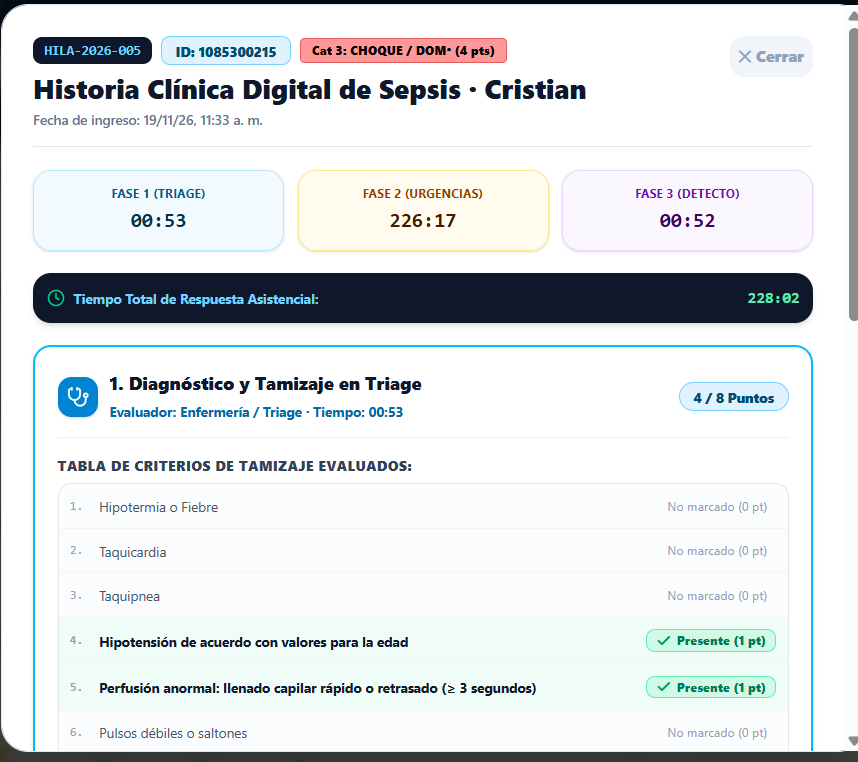 HILA-2026-005 ID: 1085300215 Cat 3: CHOQUE / DOM* (4 pts)
Cerrar
Historia Clínica Digital de Sepsis · Cristian
Fecha de ingreso: 19/11/26, 11:33 a. m.
FASE 1 (TRIAGE)
00:53
FASE 2 (URGENCIAS)
226:17
FASE 3 (DETECTO)
00:52
Tiempo Total de Respuesta Asistencial: 228:02
1. Diagnóstico y Tamizaje en Triage
Evaluador: Enfermería / Triage · Tiempo: 00:53
4 / 8 Puntos
TABLA DE CRITERIOS DE TAMIZAJE EVALUADOS:
1. Hipotermia o Fiebre No marcado (0 pt)
2. Taquicardia No marcado (0 pt)
3. Taquipnea No marcado (0 pt)
4. Hipotensión de acuerdo con valores para la edad Presente (1 pt)
5. Perfusión anormal: llenado capilar rápido o retrasado (≥ 3 segundos) Presente (1 pt)
6. Pulsos débiles o saltones No marcado (0 pt)